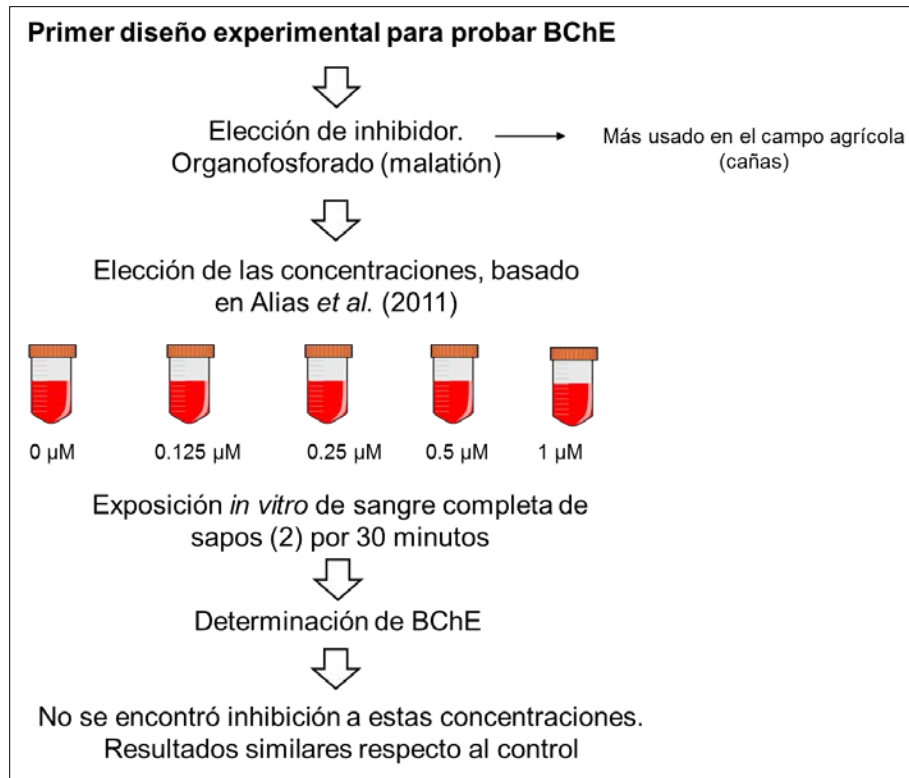 Primer diseño experimental para probar BChE
Elección de inhibidor.
Organofosforado (malatión)
Más usado en el campo agrícola
(cañas)
Elección de las concentraciones, basado
en Alias et al. (2011)
0 µM
0.125 µM
0.25 µM
0.5 µM
1 µM
Exposición in vitro de sangre completa de
sapos (2) por 30 minutos
Determinación de BChE
No se encontró inhibición a estas concentraciones.
Resultados similares respecto al control